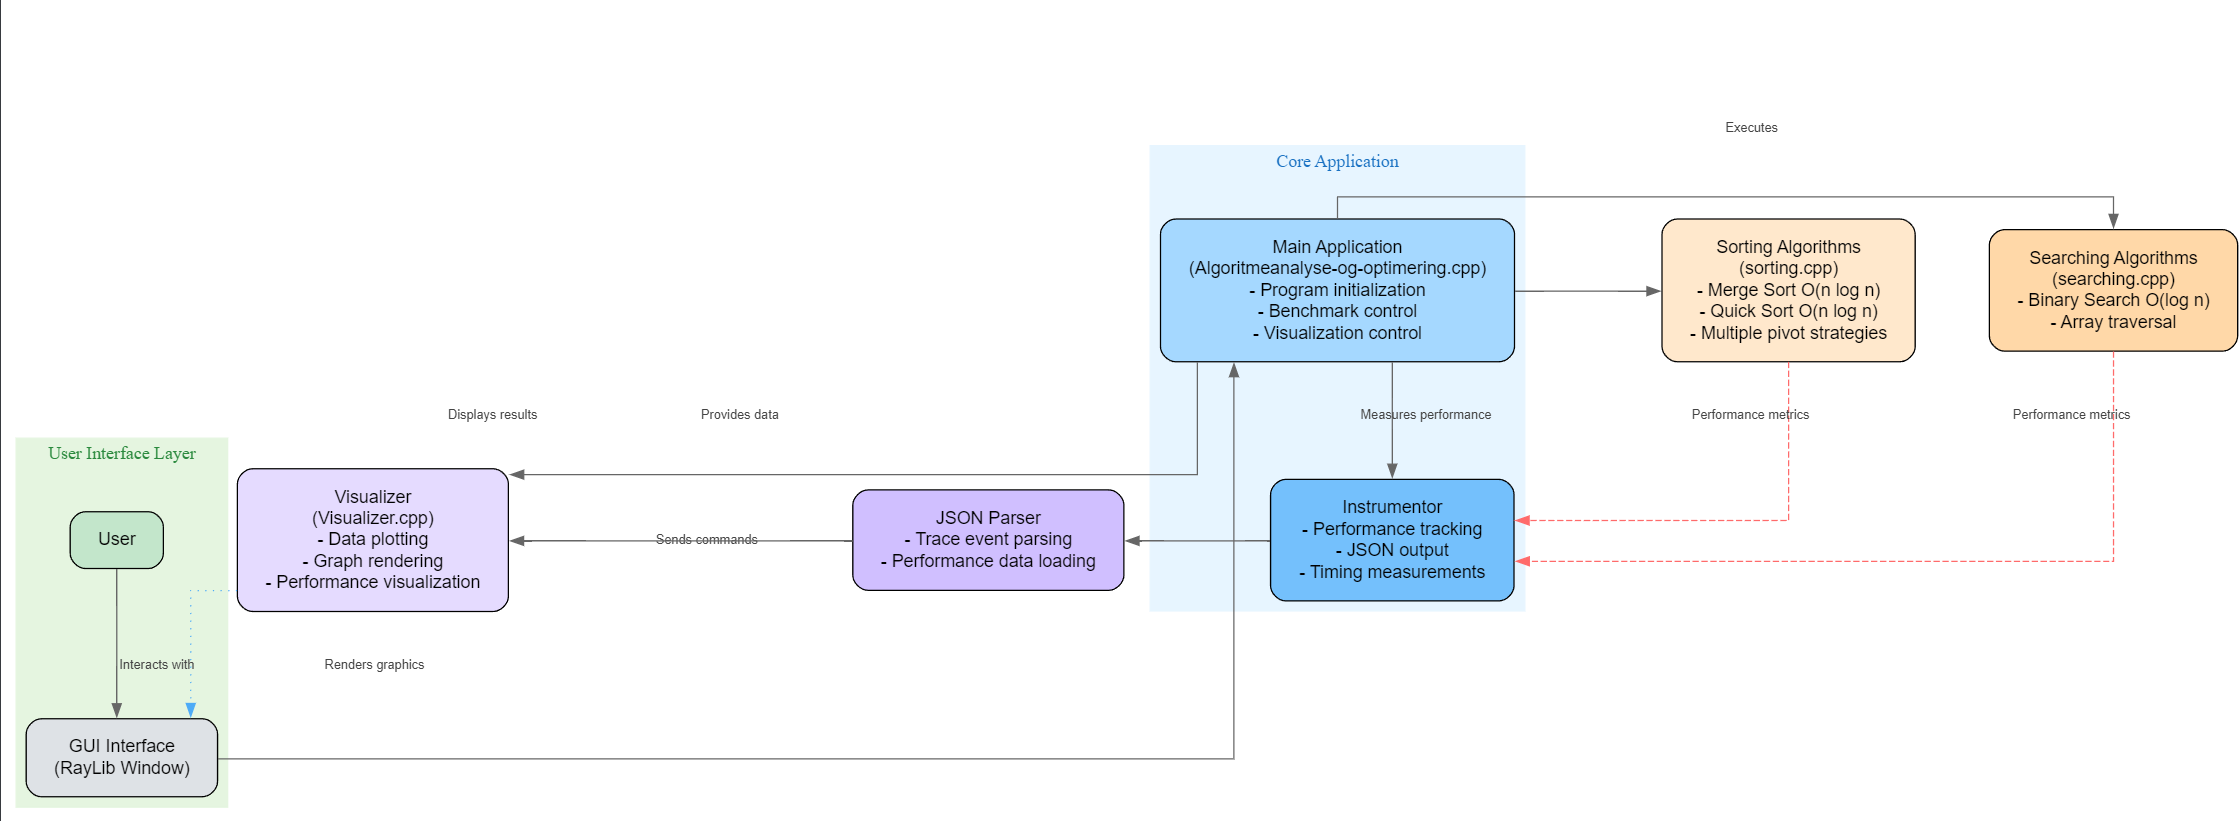 Executes
Core Application
Main Application
(Algoritmeanalyse-og-optimering.cpp)
- Program initialization
- Benchmark control
- Visualization control
Sorting Algorithms
(sorting.cpp)
- Merge Sort O(n log n)
- Quick Sort O(n log n)
- Multiple pivot strategies
Searching Algorithms
(searching.cpp)
- Binary Search O(log n)
- Array traversal
Displays results
Provides data
Measures performance
Performance metrics
Performance metrics
User Interface Layer
User
Visualizer
(Visualizer.cpp)
- Data plotting
- Graph rendering
- Performance visualization
Sends commands
JSON Parser
- Trace event parsing
- Performance data loading
Instrumentor
- Performance tracking
- JSON output
- Timing measurements
Interacts with
Renders graphics
GUI Interface
(RayLib Window)